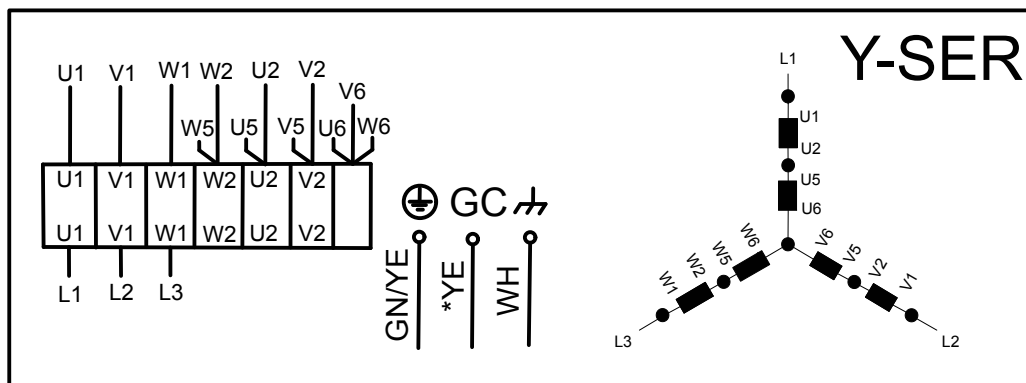 Y-SER
U1 V1 W1 W2 U2 V2 V6
W5 U5 V5 U6 W6
U1 V1 W1 W2 U2 V2
U1 V1 W1 W2 U2 V2
L1 L2 L3
GC
GN/YE *YE WH
L1
U1
U2
U5
U6
W1 W2 W5 W6
V6 V5 V2 V1
L3 L2